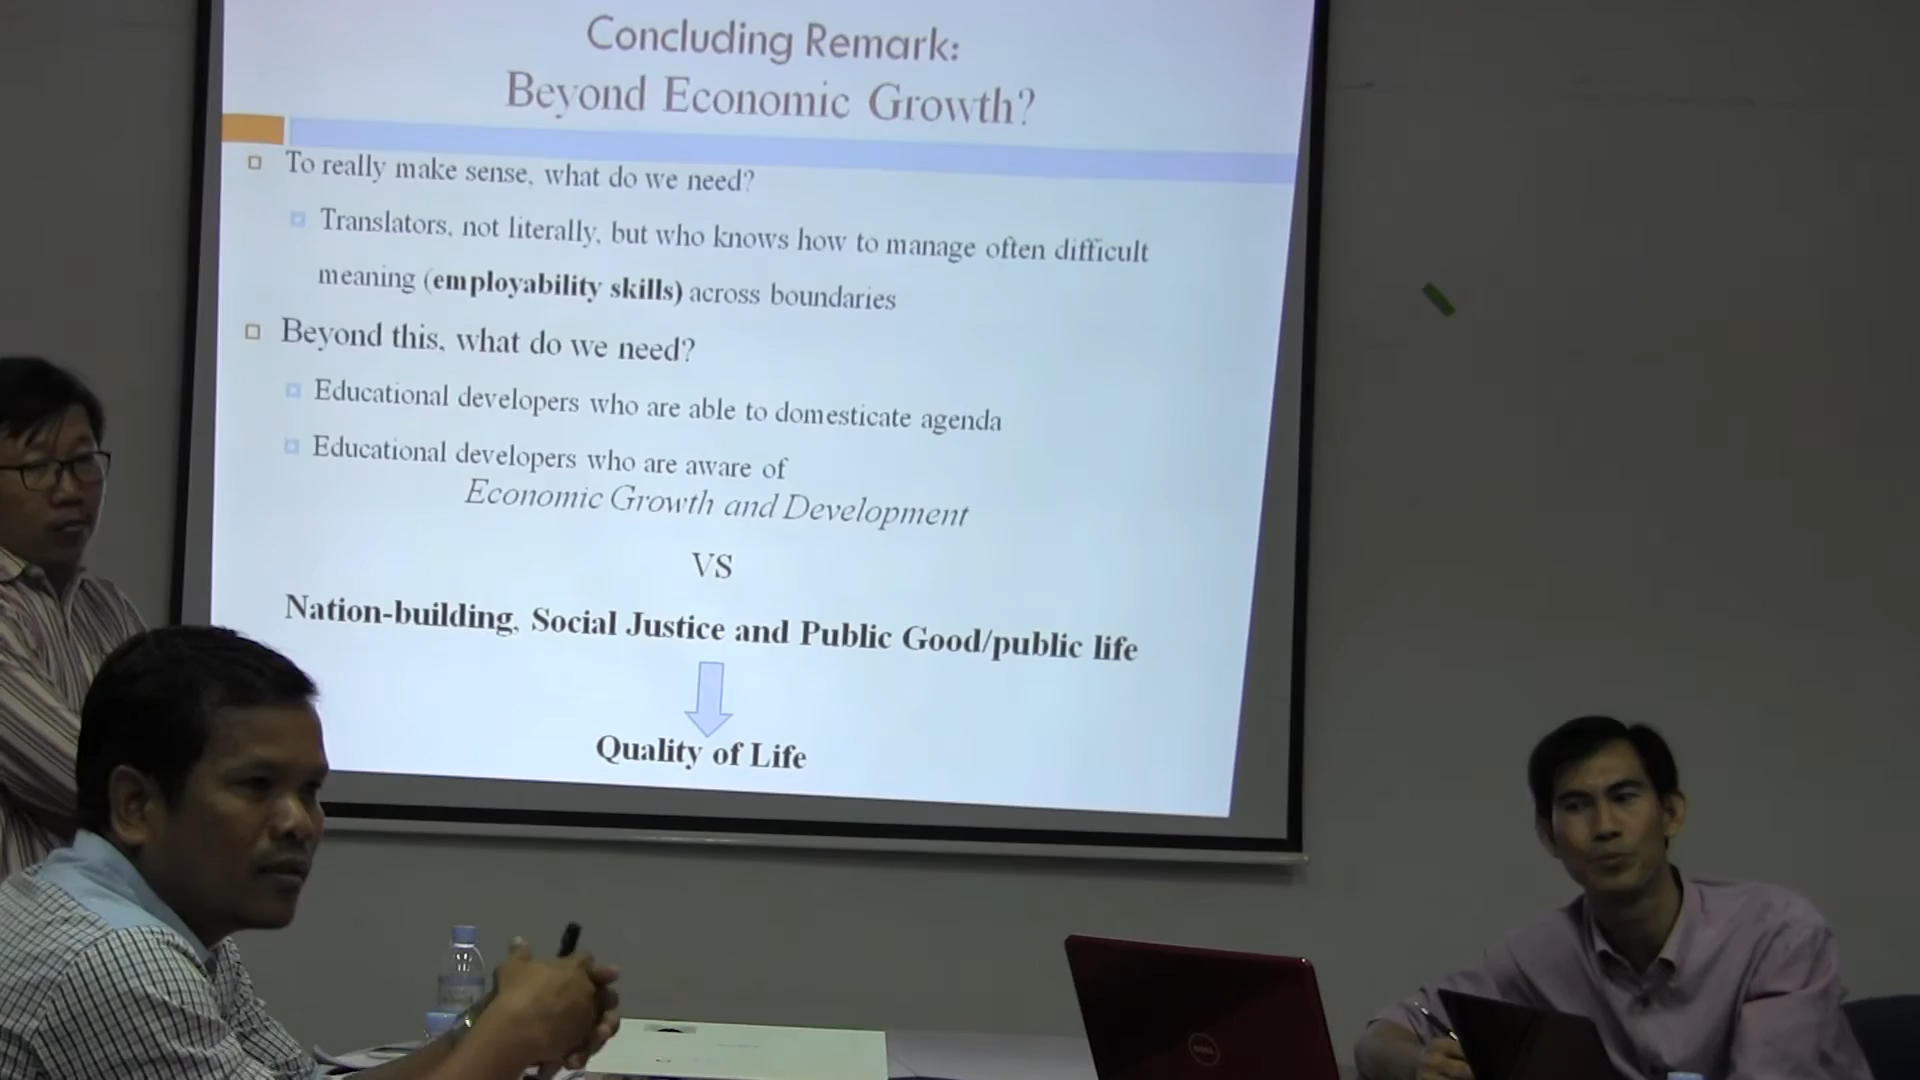 Concluding Remark:
Beyond Economic Growth?
To really make sense, what do we need?
Translators, not literally, but who knows how to manage often difficult
meaning (employability skills) across boundaries
Beyond this, what do we need?
Educational developers who are able to domesticate agenda
Educational developers who are aware of
Economic Growth and Development
VS
Nation-building, Social Justice and Public Good/public life
Quality of Life
DELL